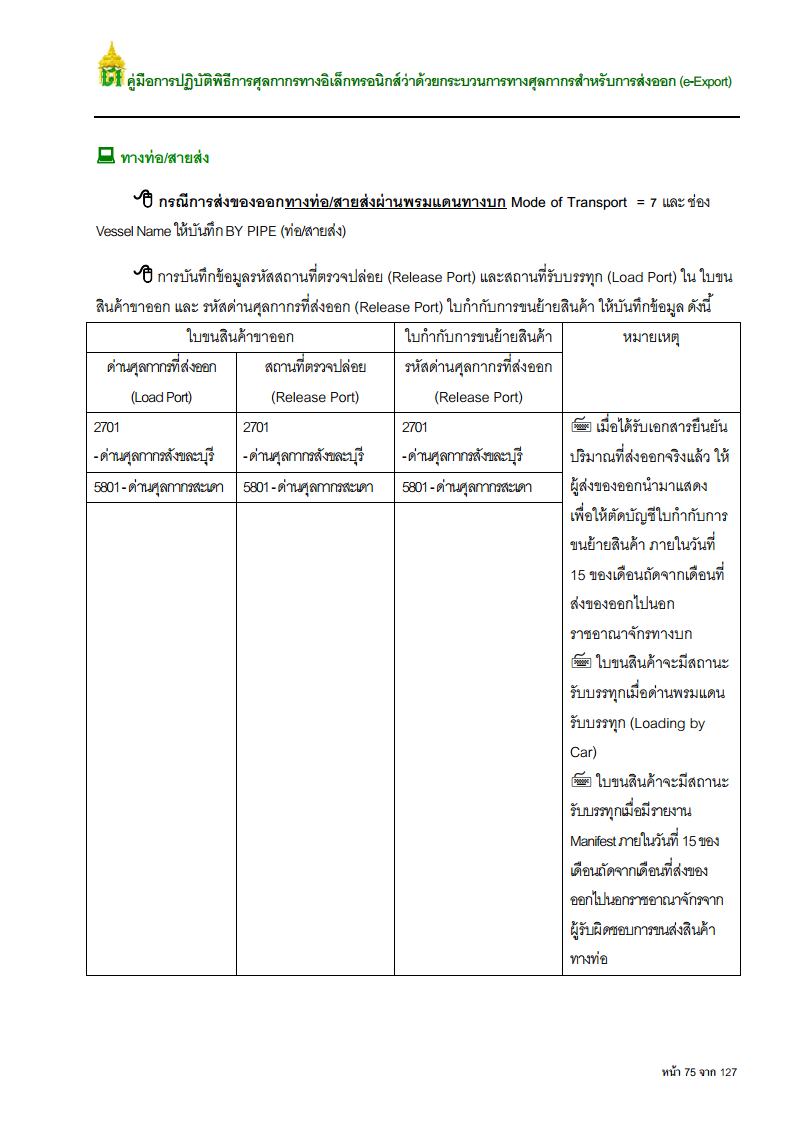 คู่มือการปฏิบัติพิธีการศุลกากรทางอิเล็กทรอนิกส์ว่าด้วยกระบวนการทางศุลกากรสำหรับการส่งออก (e-Export)
ทางท่อ/สายส่ง
กรณีการส่งของออกทางท่อ/สายส่งผ่านพรมแดนทางบก Mode of Transport = 7 และ ช่อง
Vessel Name ให้บันทึก BY PIPE (ท่อ/สายส่ง)
การบันทึกข้อมูลรหัสสถานที่ตรวจปล่อย (Release Port) และสถานที่รับบรรทุก (Load Port) ใน ใบขน
สินค้าขาออก และ รหัสด่านศุลกากรที่ส่งออก (Release Port) ใบกำกับการขนย้ายสินค้า ให้บันทึกข้อมูล ดังนี้
ใบขนสินค้าขาออก ใบกำกับการขนย้ายสินค้า หมายเหตุ
ด่านศุลกากรที่ส่งออก สถานที่ตรวจปล่อย รหัสด่านศุลกากรที่ส่งออก
(Load Port) (Release Port) (Release Port)
2701 2701 2701
- ด่านศุลกากรสังขละบุรี - ด่านศุลกากรสังขละบุรี - ด่านศุลกากรสังขละบุรี
5801 - ด่านศุลกากรสะเดา 5801 - ด่านศุลกากรสะเดา 5801 - ด่านศุลกากรสะเดา
เมื่อได้รับเอกสารยืนยัน
ปริมาณที่ส่งออกจริงแล้ว ให้
ผู้ส่งของออกนำมาแสดง
เพื่อให้ตัดบัญชีใบกำกับการ
ขนย้ายสินค้า ภายในวันที่
15 ของเดือนถัดจากเดือนที่
ส่งของออกไปนอก
ราชอาณาจักรทางบก
ใบขนสินค้าจะมีสถานะ
รับบรรทุกเมื่อด่านพรมแดน
รับบรรทุก (Loading by
Car)
ใบขนสินค้าจะมีสถานะ
รับบรรทุกเมื่อมีรายงาน
Manifest ภายในวันที่ 15 ของ
เดือนถัดจากเดือนที่ส่งของ
ออกไปนอกราชอาณาจักรจาก
ผู้รับผิดชอบการขนส่งสินค้า
ทางท่อ
หน้า 75 จาก 127